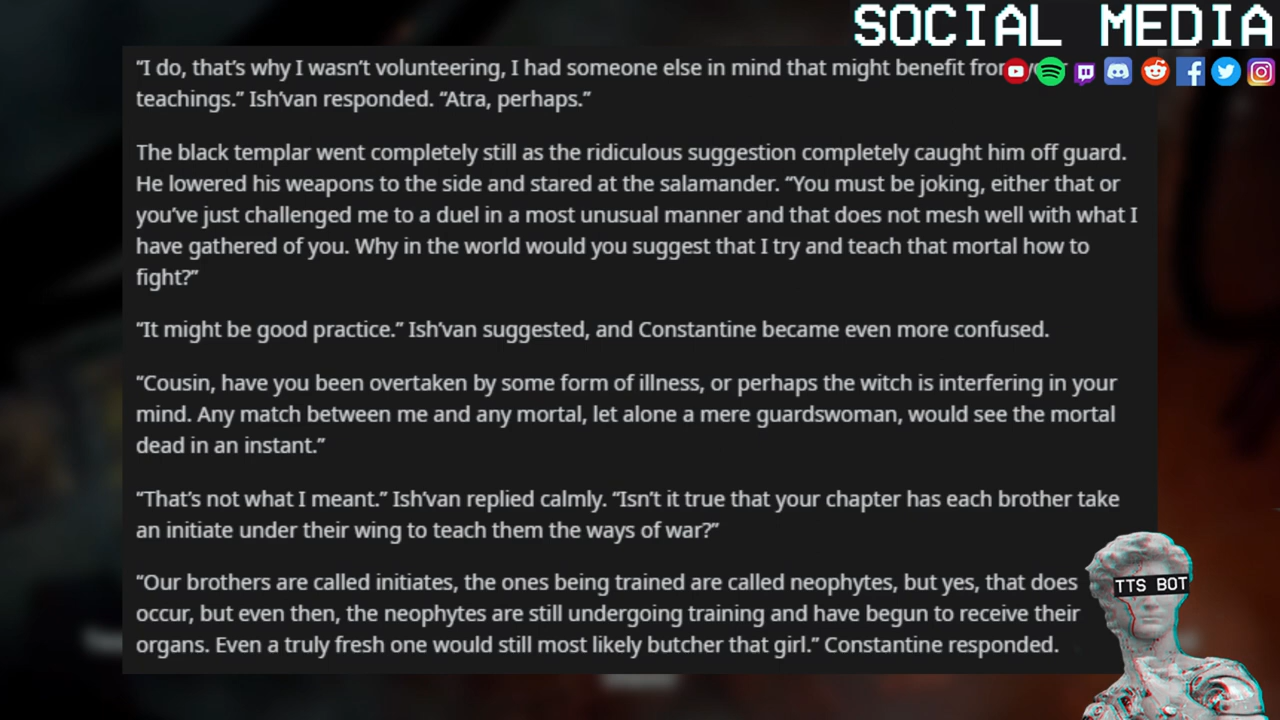 SOCIAL MEDIA
“I do, that’s why I wasn’t volunteering, I had someone else in mind that might benefit from
teachings.” Ish’van responded. “Atra, perhaps.”
The black templar went completely still as the ridiculous suggestion completely caught him off guard.
He lowered his weapons to the side and stared at the salamander. “You must be joking, either that or
you’ve just challenged me to a duel in a most unusual manner and that does not mesh well with what I
have gathered of you. Why in the world would you suggest that I try and teach that mortal how to
fight?”
“It might be good practice.” Ish’van suggested, and Constantine became even more confused.
“Cousin, have you been overtaken by some form of illness, or perhaps the witch is interfering in your
mind. Any match between me and any mortal, let alone a mere guardswoman, would see the mortal
dead in an instant.”
“That’s not what I meant.” Ish’van replied calmly. “Isn’t it true that your chapter has each brother take
an initiate under their wing to teach them the ways of war?”
“Our brothers are called initiates, the ones being trained are called neophytes, but yes, that does
occur, but even then, the neophytes are still undergoing training and have begun to receive their
organs. Even a truly fresh one would still most likely butcher that girl.” Constantine responded.
TTS BOT